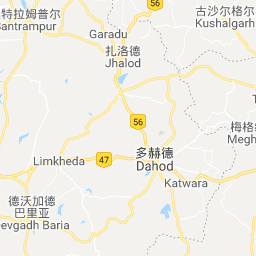 特拉姆普尔
Santrampur
56
古沙尔格尔
Kushalgarh
Garadu
扎洛德
Jhalod
56
梅格
Megh
多赫德
Dahod
Limkheda
47
Katwara
德沃加德
巴里亚
Devgadh Baria